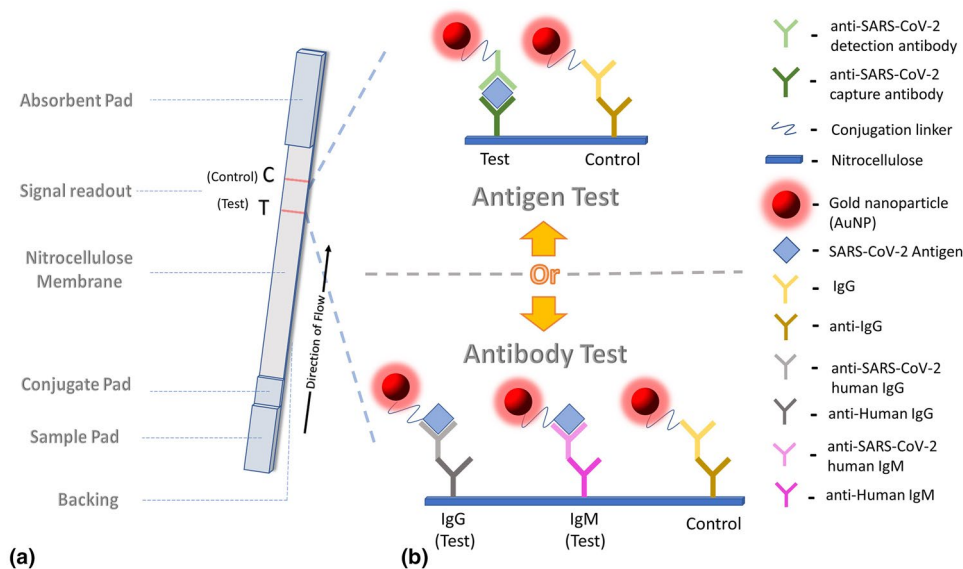 Absorbent Pad
Signal readout
(Control) C
(Test) T
Nitrocellulose
Membrane
Direction of Flow
Conjugate Pad
Sample Pad
Backing
(a)
Test
Control
Antigen Test
Or
Antibody Test
IgG
(Test)
IgM
(Test)
Control
(b)
- anti-SARS-CoV-2
detection antibody
- anti-SARS-CoV-2
capture antibody
- Conjugation linker
- Nitrocellulose
- Gold nanoparticle
(AuNP)
- SARS-CoV-2 Antigen
- IgG
- anti-IgG
- anti-SARS-CoV-2
human IgG
- anti-Human IgG
- anti-SARS-CoV-2
human IgM
- anti-Human IgM